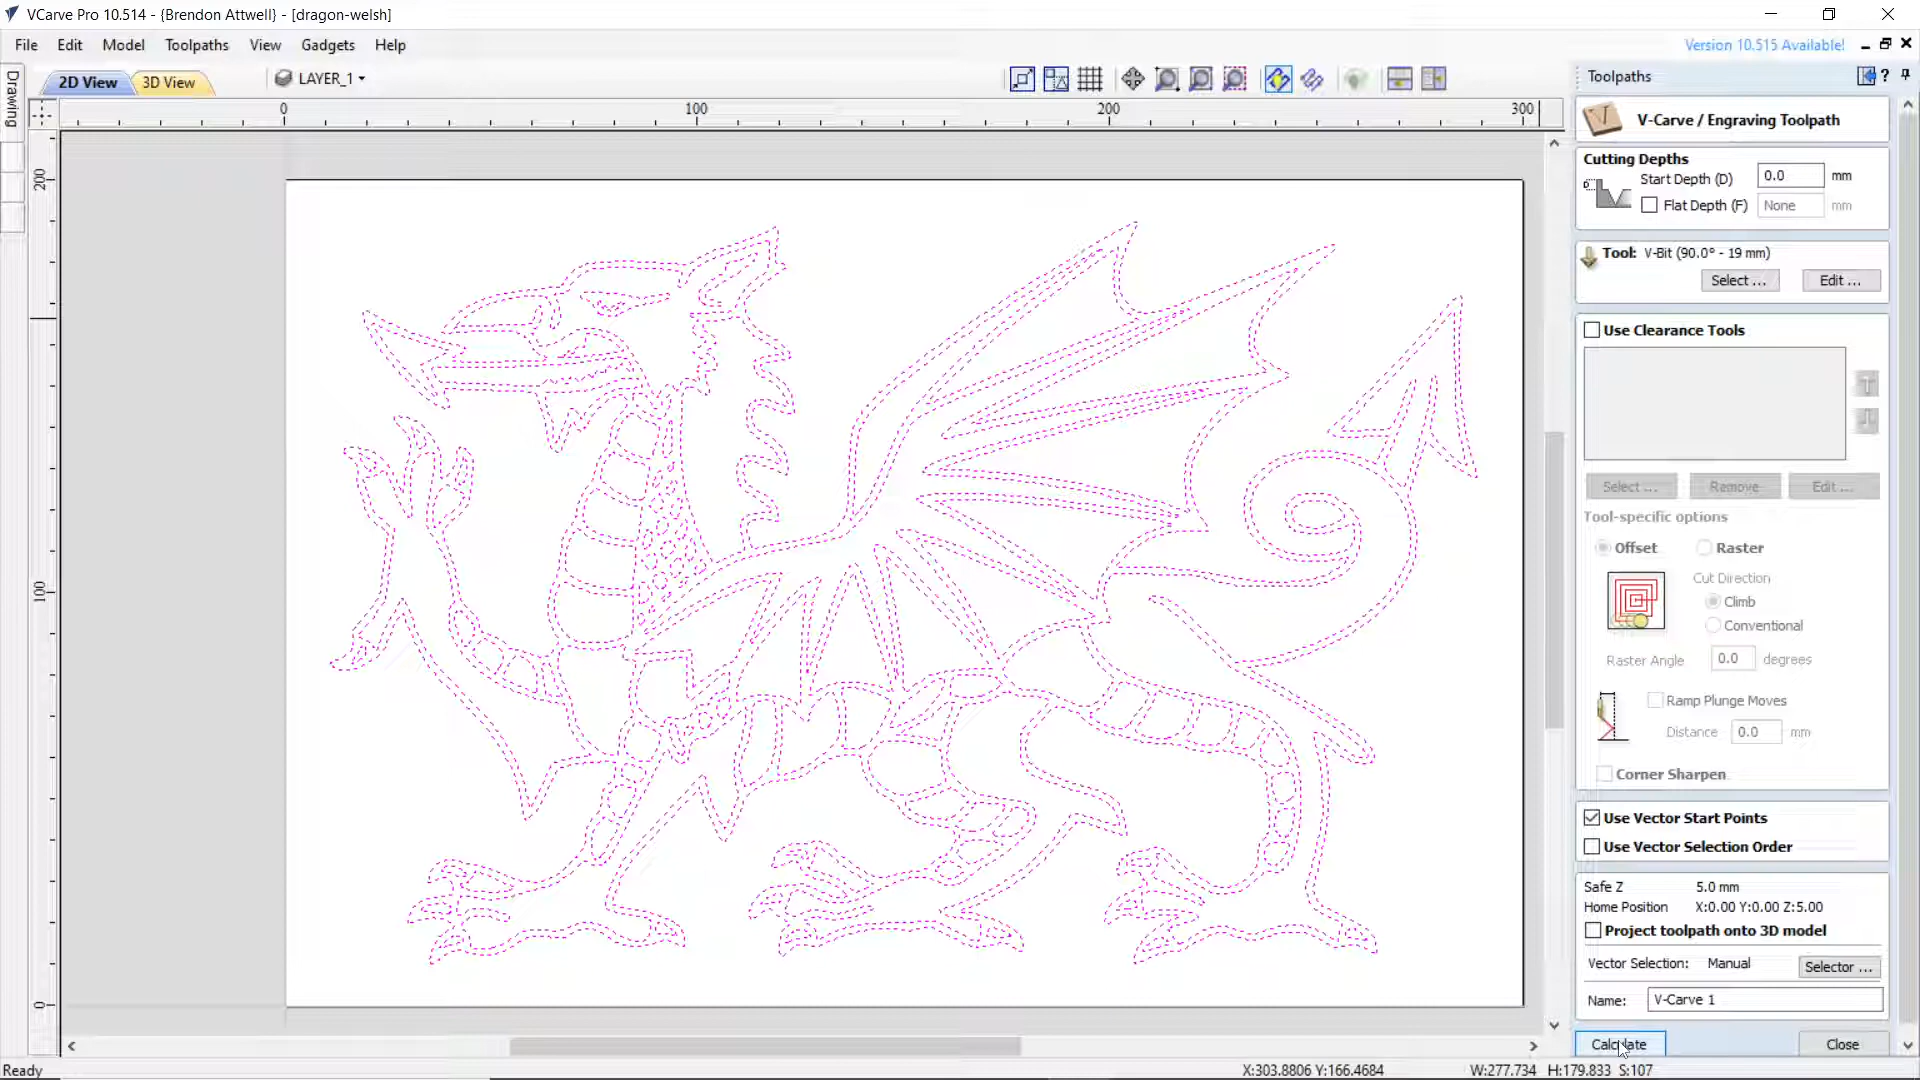 VCarve Pro 10.514 - {Brendon Attwell} - [dragon-welsh]
File Edit Model Toolpaths View Gadgets Help
Version 10.515 Available!
Drawing
2D View 3D View LAYER_1
0 100 200 300
200
100
0
Toolpaths ?
V-Carve / Engraving Toolpath
Cutting Depths
Start Depth (D) 0.0 mm
Flat Depth (F) None mm
Tool: V-Bit (90.0° - 19 mm)
Select ... Edit ...
Use Clearance Tools
Select ... Remove Edit ...
Tool-specific options
Offset Raster
Cut Direction
Climb
Conventional
Raster Angle 0.0 degrees
Ramp Plunge Moves
Distance 0.0 mm
Corner Sharpen
Use Vector Start Points
Use Vector Selection Order
Safe Z 5.0 mm
Home Position X:0.00 Y:0.00 Z:5.00
Project toolpath onto 3D model
Vector Selection: Manual Selector ...
Name: V-Carve 1
Calculate Close
Ready X:303.8806 Y:166.4684 W:277.734 H:179.833 S:107